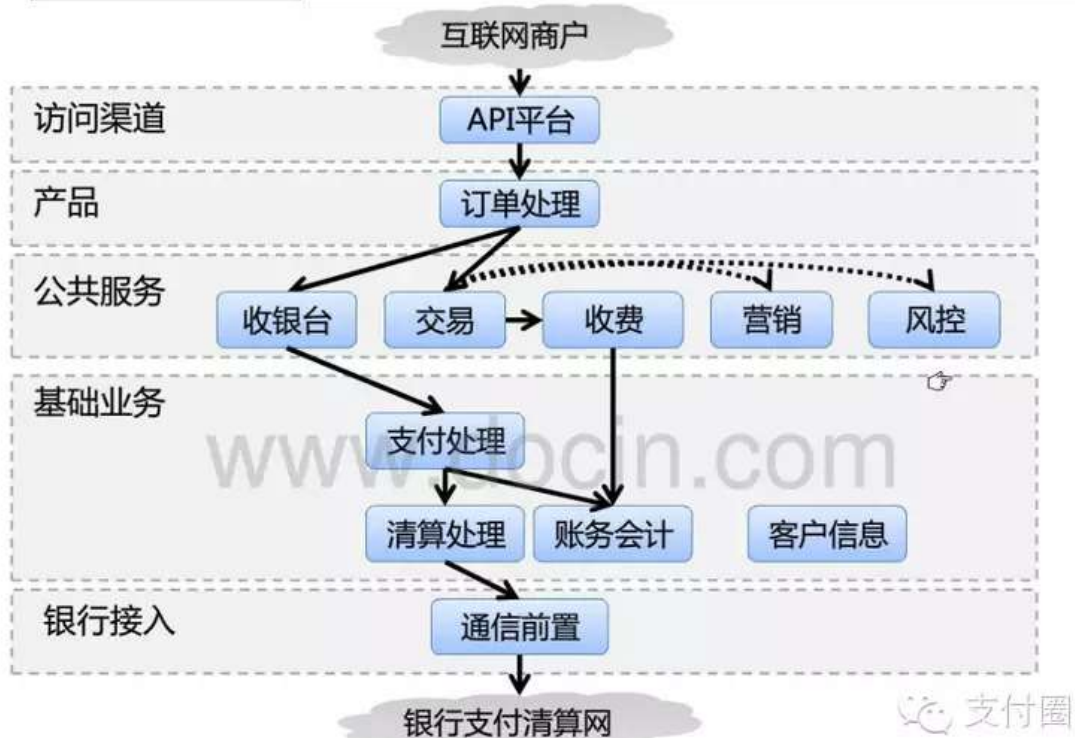 互联网商户
访问渠道
API平台
产品
订单处理
公共服务
收银台
交易
收费
营销
风控
基础业务
支付处理
www.docin.com
清算处理
账务会计
客户信息
银行接入
通信前置
银行支付清算网
支付圈